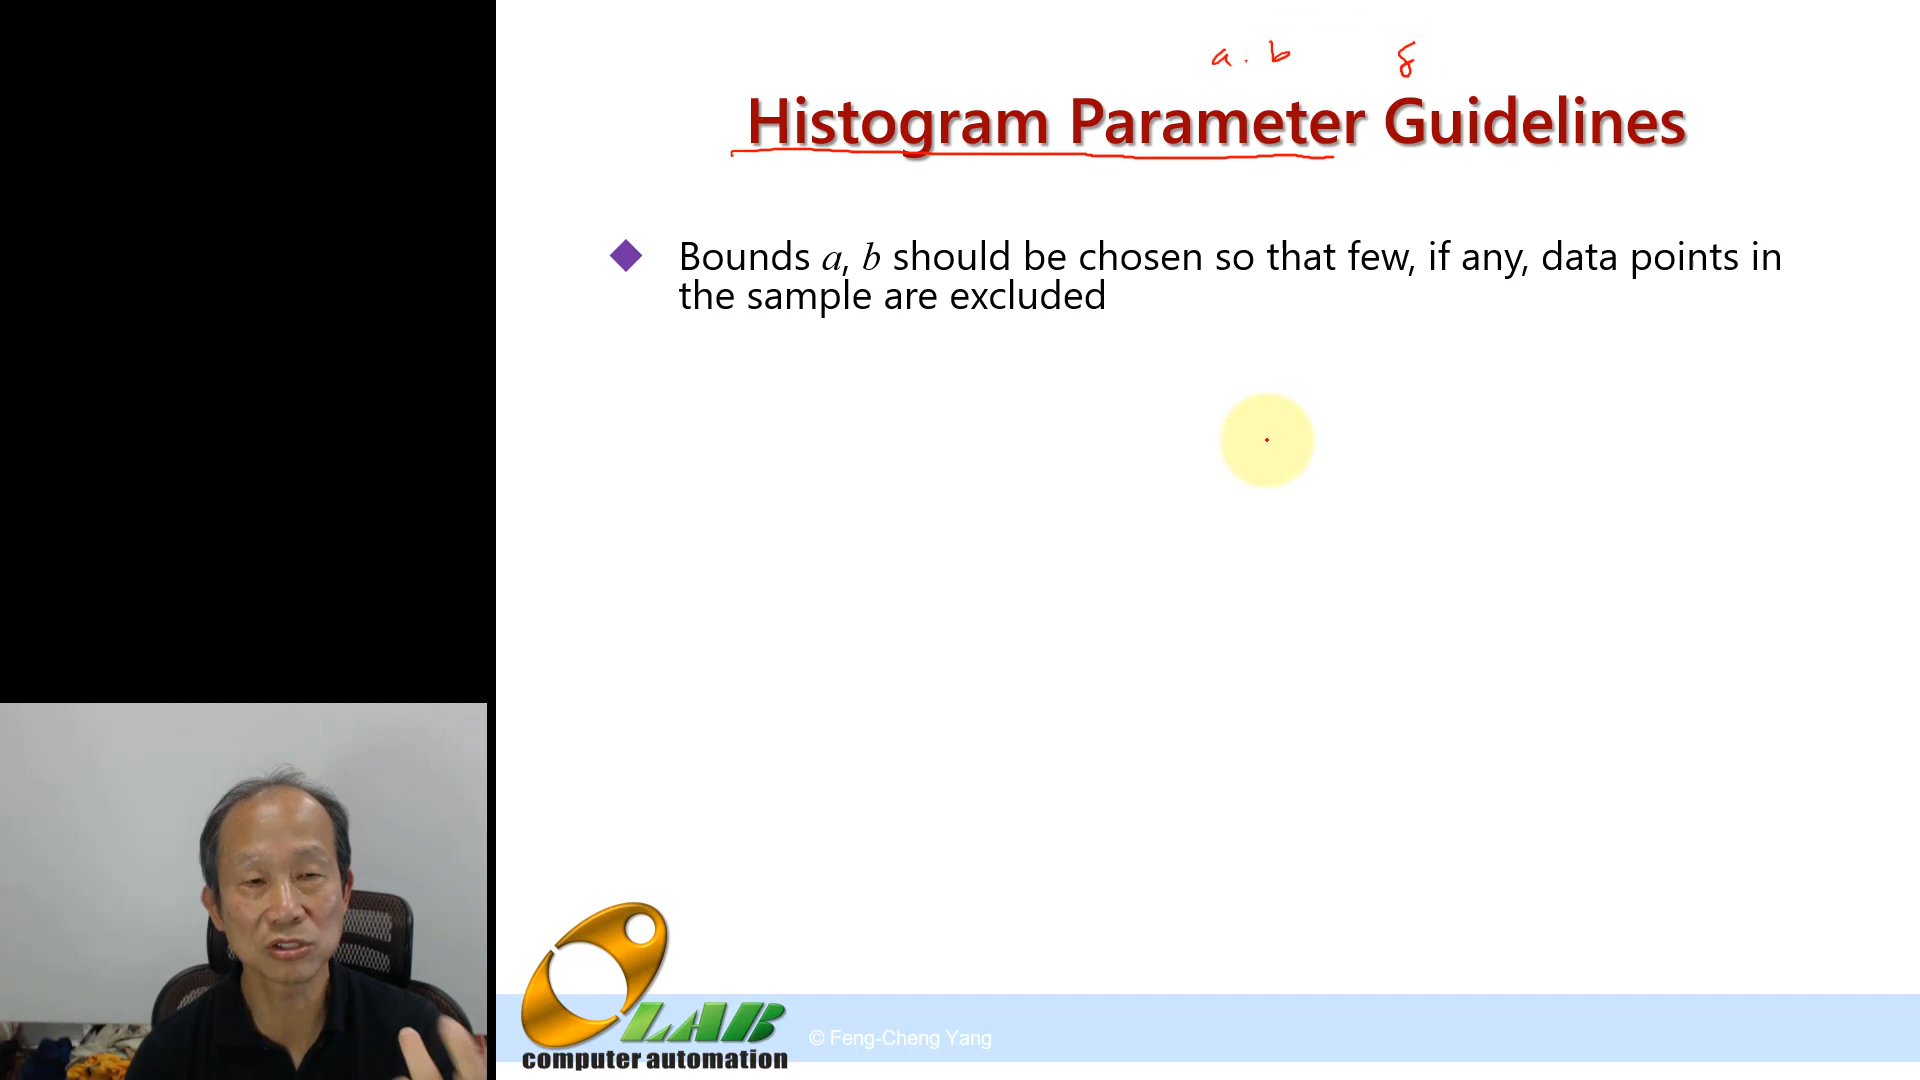 a . b δ
Histogram Parameter Guidelines
Bounds a, b should be chosen so that few, if any, data points in
the sample are excluded
LAB
computer automation
© Feng-Cheng Yang